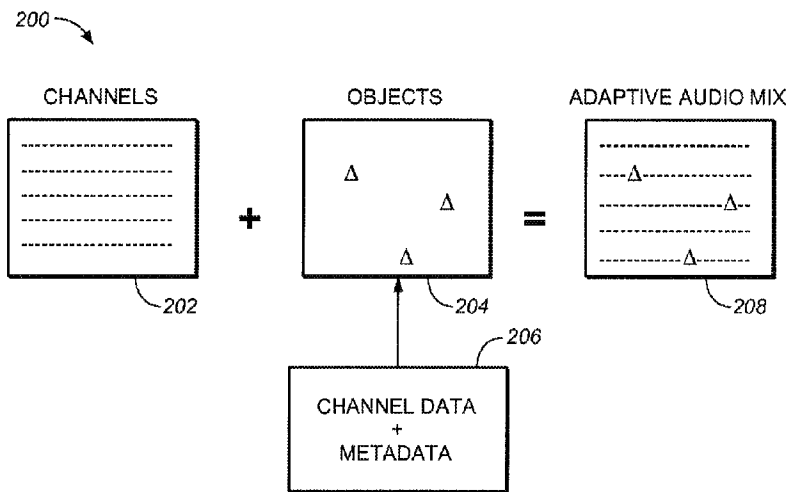 200
CHANNELS
OBJECTS
ADAPTIVE AUDIO MIX
Δ
Δ
Δ
+
=
Δ
Δ
Δ
202
204
208
206
CHANNEL DATA
+
METADATA